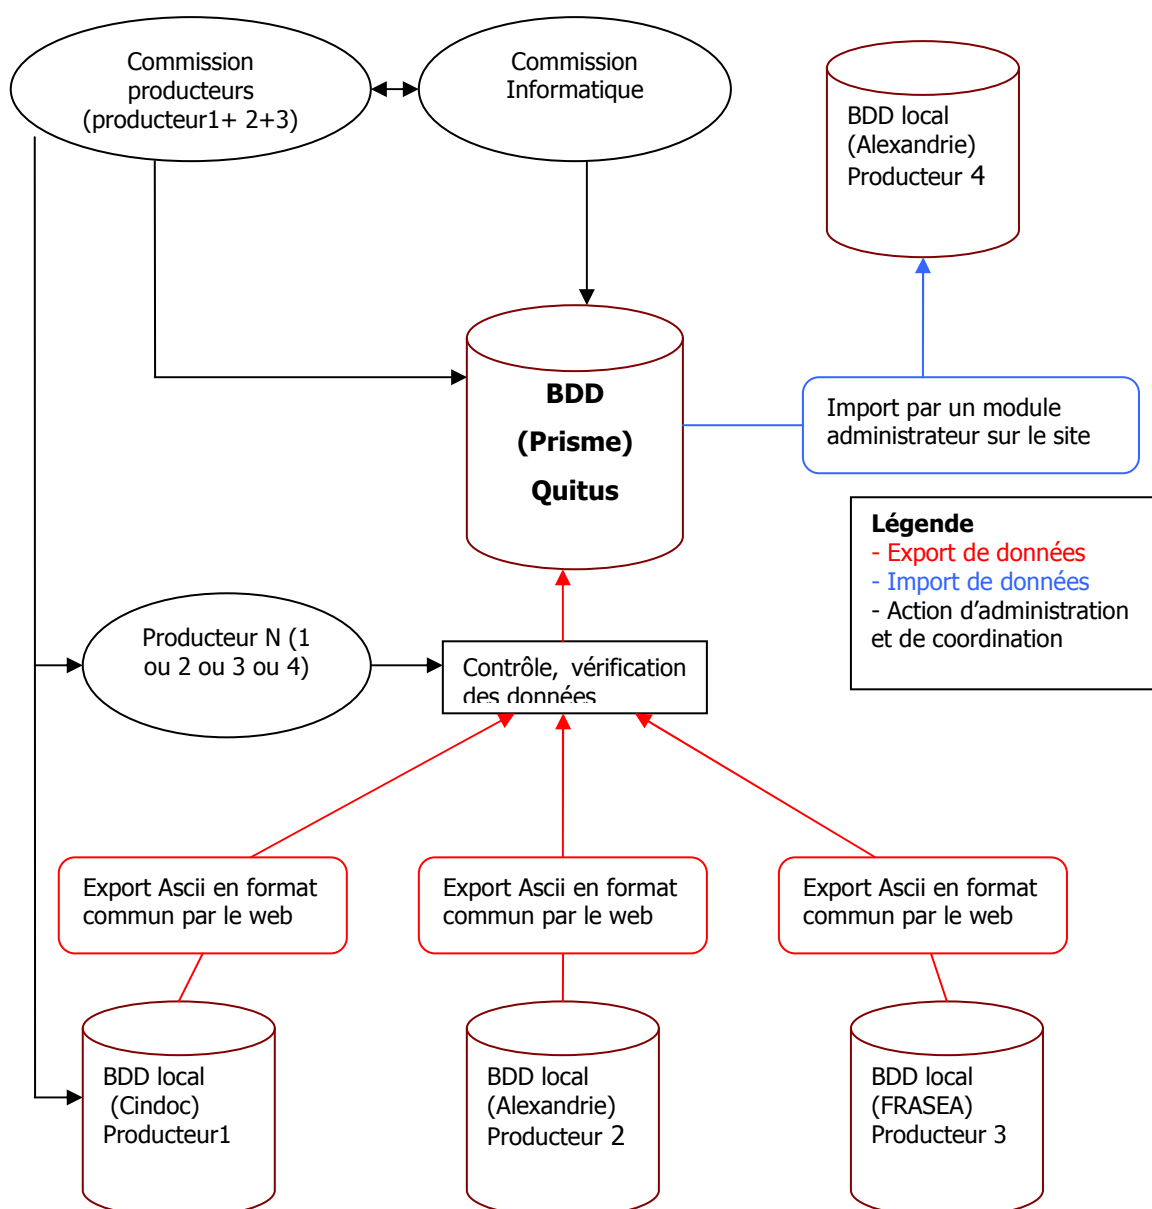 Commission
producteurs
(producteur1+ 2+3)
Commission
Informatique
BDD local
(Alexandrie)
Producteur 4
BDD
(Prisme)
Quitus
Import par un module
administrateur sur le site
Légende
- Export de données
- Import de données
- Action d’administration
et de coordination
Producteur N (1
ou 2 ou 3 ou 4)
Contrôle, vérification
des données
Export Ascii en format
commun par le web
Export Ascii en format
commun par le web
Export Ascii en format
commun par le web
BDD local
(Cindoc)
Producteur1
BDD local
(Alexandrie)
Producteur 2
BDD local
(FRASEA)
Producteur 3